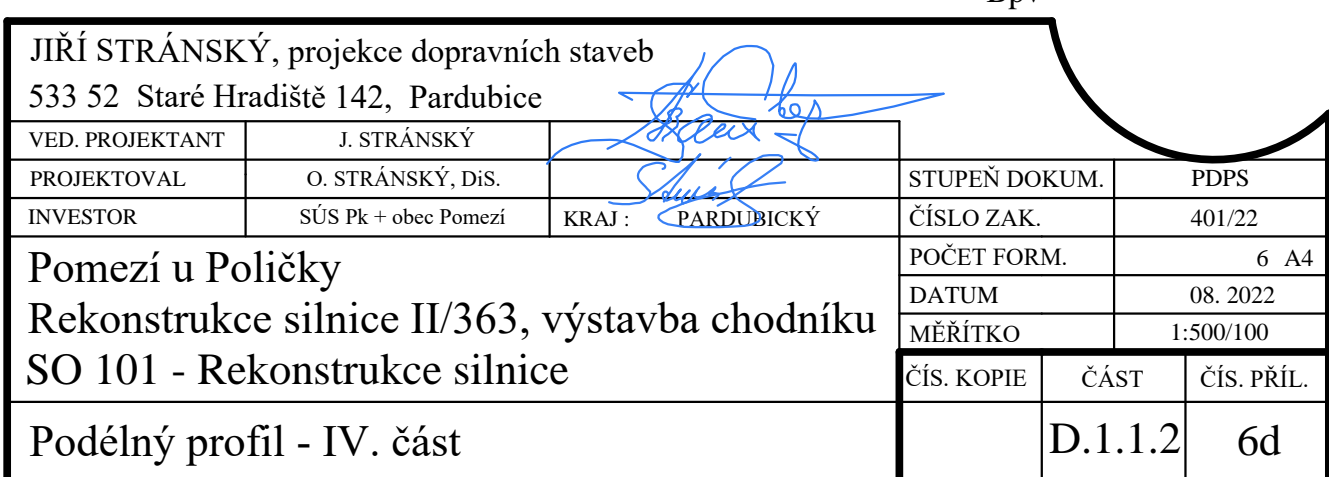 JIŘÍ STRÁNSKÝ, projekce dopravních staveb
533 52 Staré Hradiště 142, Pardubice
VED. PROJEKTANT J. STRÁNSKÝ
PROJEKTOVAL O. STRÁNSKÝ, DiS.
INVESTOR SÚS Pk + obec Pomezí KRAJ : PARDUBICKÝ
STUPEŇ DOKUM. PDPS
ČÍSLO ZAK. 401/22
POČET FORM. 6 A4
DATUM 08. 2022
MĚŘÍTKO 1:500/100
Pomezí u Poličky
Rekonstrukce silnice II/363, výstavba chodníku
SO 101 - Rekonstrukce silnice
ČÍS. KOPIE ČÁST ČÍS. PŘÍL.
Podélný profil - IV. část
D.1.1.2 6d